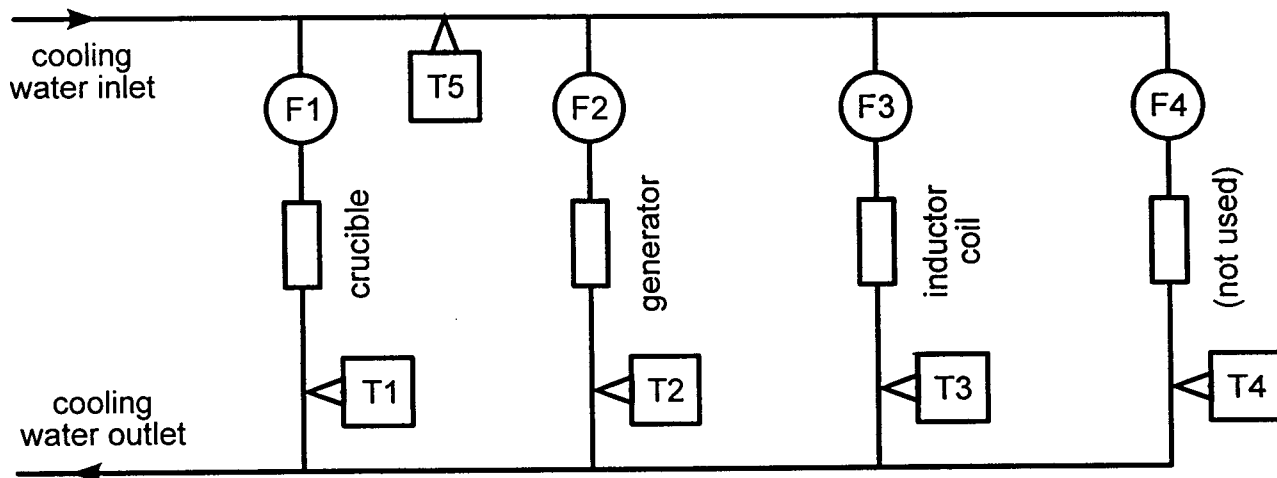 cooling
water inlet
T5
F1
F2
F3
F4
crucible
generator
inductor
coil
(not used)
T1
T2
T3
T4
cooling
water outlet